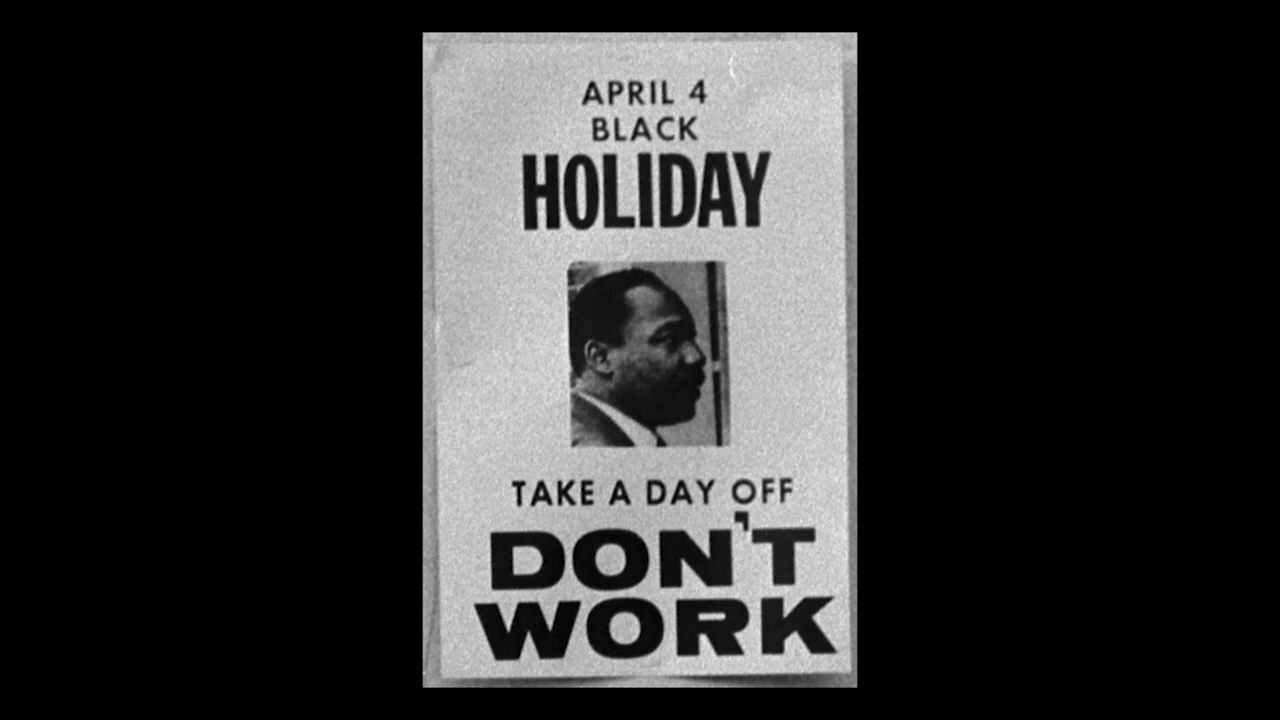 APRIL 4
BLACK
HOLIDAY
TAKE A DAY OFF
DON'T
WORK